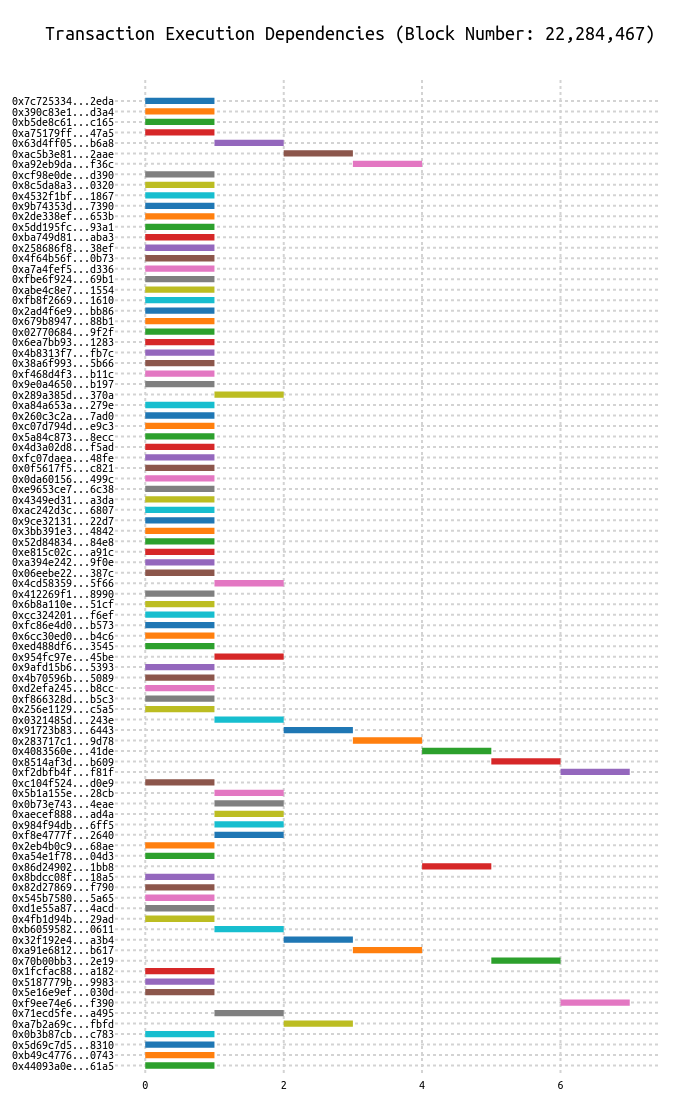 Transaction Execution Dependencies (Block Number: 22,284,467)
0x7c725334...2eda
0x390c83e1...d3a4
0xb5de8c61...c165
0xa75179ff...47a5
0x63d4ff05...b6a8
0xac5b3e81...2aae
0xa92eb9da...f36c
0xcf98e0de...d390
0x8c5da8a3...0320
0x4532f1bf...1867
0x9b74353d...7390
0x2de338ef...653b
0x5dd195fc...93a1
0xba749d81...aba3
0x258686f8...38ef
0x4f64b56f...0b73
0xa7a4fef5...d336
0xfbe6f924...69b1
0xabe4c8e7...1554
0xfb8f2669...1610
0x2ad4f6e9...bb86
0x679b8947...88b1
0x02770684...9f2f
0x6ea7bb93...1283
0x4b8313f7...fb7c
0x38a6f993...5b66
0xf468d4f3...b11c
0x9e0a4650...b197
0x289a385d...370a
0xa84a653a...279e
0x260c3c2a...7ad0
0xc07d794d...e9c3
0x5a84c873...8ecc
0x4d3a02d8...f5ad
0xfc07daea...48fe
0x0f5617f5...c821
0x0da60156...499c
0xe9653ce7...6c38
0x4349ed31...a3da
0xac242d3c...6807
0x9ce32131...22d7
0x3bb391e3...4842
0x52d84834...84e8
0xe815c02c...a91c
0xa394e242...9f0e
0x06eebe22...387c
0x4cd58359...5f66
0x412269f1...8990
0x6b8a110e...51cf
0xcc324201...f6ef
0xfc86e4d0...b573
0x6cc30ed0...b4c6
0xed488df6...3545
0x954fc97e...45be
0x9afd15b6...5393
0x4b70596b...5089
0xd2efa245...b8cc
0xf866328d...b5c3
0x256e1129...c5a5
0x0321485d...243e
0x91723b83...6443
0x283717c1...9d78
0x4083560e...41de
0x8514af3d...b609
0xf2dbfb4f...f81f
0xc104f524...d0e9
0x5b1a155e...28cb
0x0b73e743...4eae
0xaecef888...ad4a
0x984f94db...6ff5
0xf8e4777f...2640
0x2eb4b0c9...68ae
0xa54e1f78...04d3
0x86d24902...1bb8
0x8bdcc08f...18a5
0x82d27869...f790
0x545b7580...5a65
0xd1e55a87...4acd
0x4fb1d94b...29ad
0xb6059582...0611
0x32f192e4...a3b4
0xa91e6812...b617
0x70b00bb3...2e19
0x1fcfac88...a182
0x5187779b...9983
0x5e16e9ef...030d
0xf9ee74e6...f390
0x71ecd5fe...a495
0xa7b2a69c...fbfd
0x0b3b87cb...c783
0x5d69c7d5...8310
0xb49c4776...0743
0x44093a0e...61a5
0 2 4 6